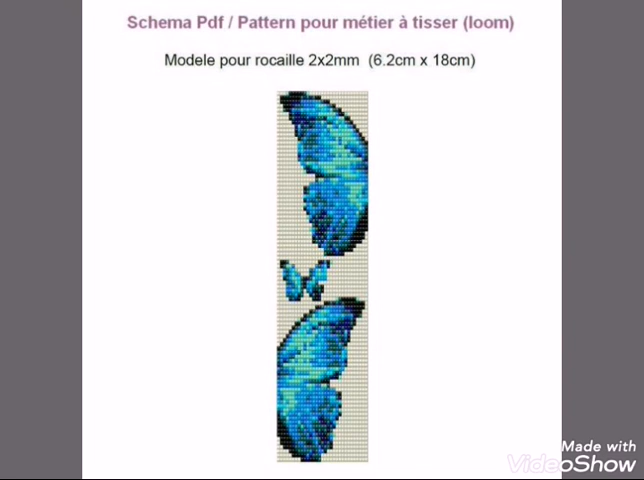 Schema Pdf / Pattern pour métier à tisser (loom)
Modele pour rocaille 2x2mm (6.2cm x 18cm)
Made with
VideoShow